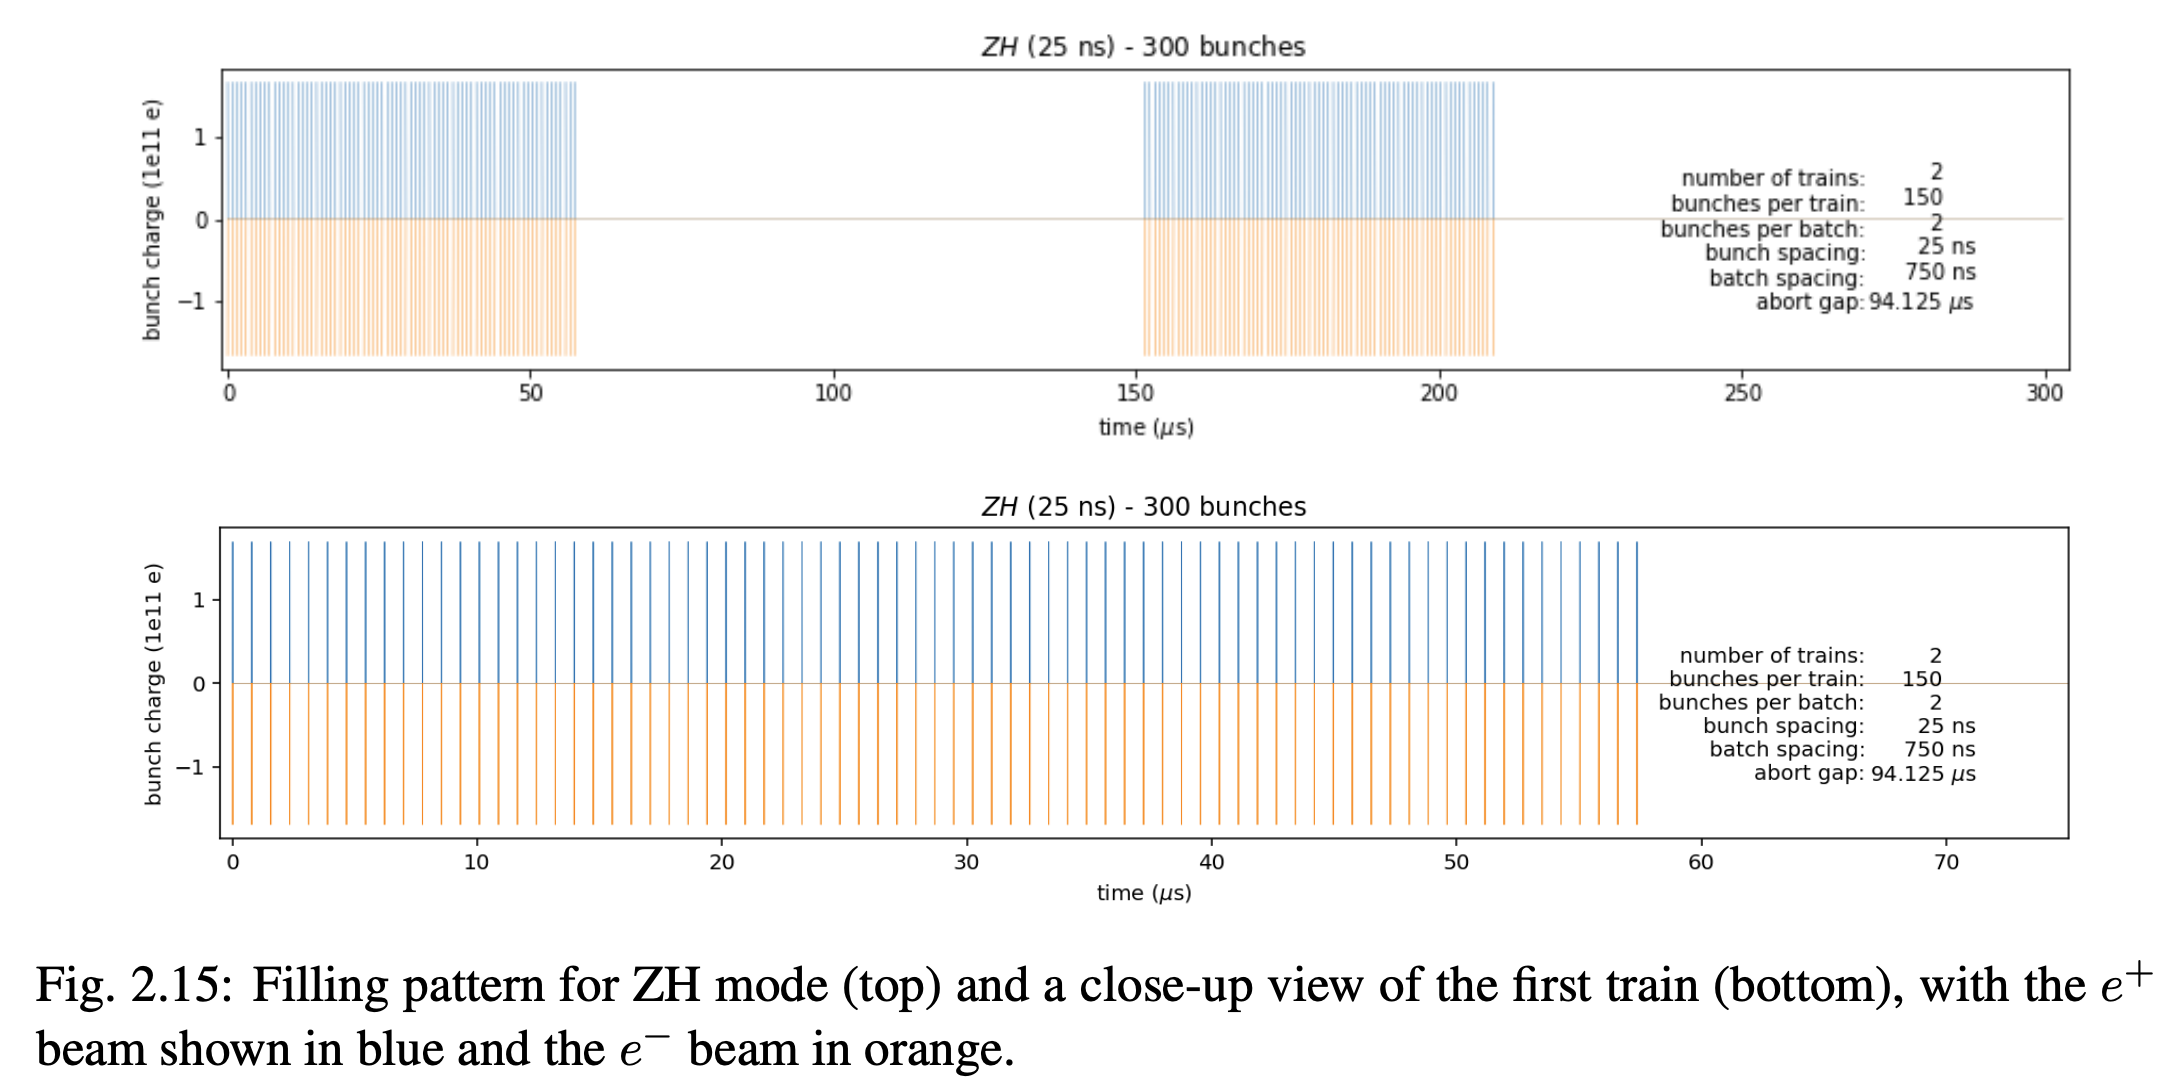 ZH (25 ns) - 300 bunches
bunch charge (1e11 e)
1
0
−1
number of trains: 2
bunches per train: 150
bunches per batch: 2
bunch spacing: 25 ns
batch spacing: 750 ns
abort gap: 94.125 μs
0 50 100 150 200 250 300
time (μs)
ZH (25 ns) - 300 bunches
bunch charge (1e11 e)
1
0
−1
number of trains: 2
bunches per train: 150
bunches per batch: 2
bunch spacing: 25 ns
batch spacing: 750 ns
abort gap: 94.125 μs
0 10 20 30 40 50 60 70
time (μs)
Fig. 2.15: Filling pattern for ZH mode (top) and a close-up view of the first train (bottom), with the e⁺
beam shown in blue and the e⁻ beam in orange.